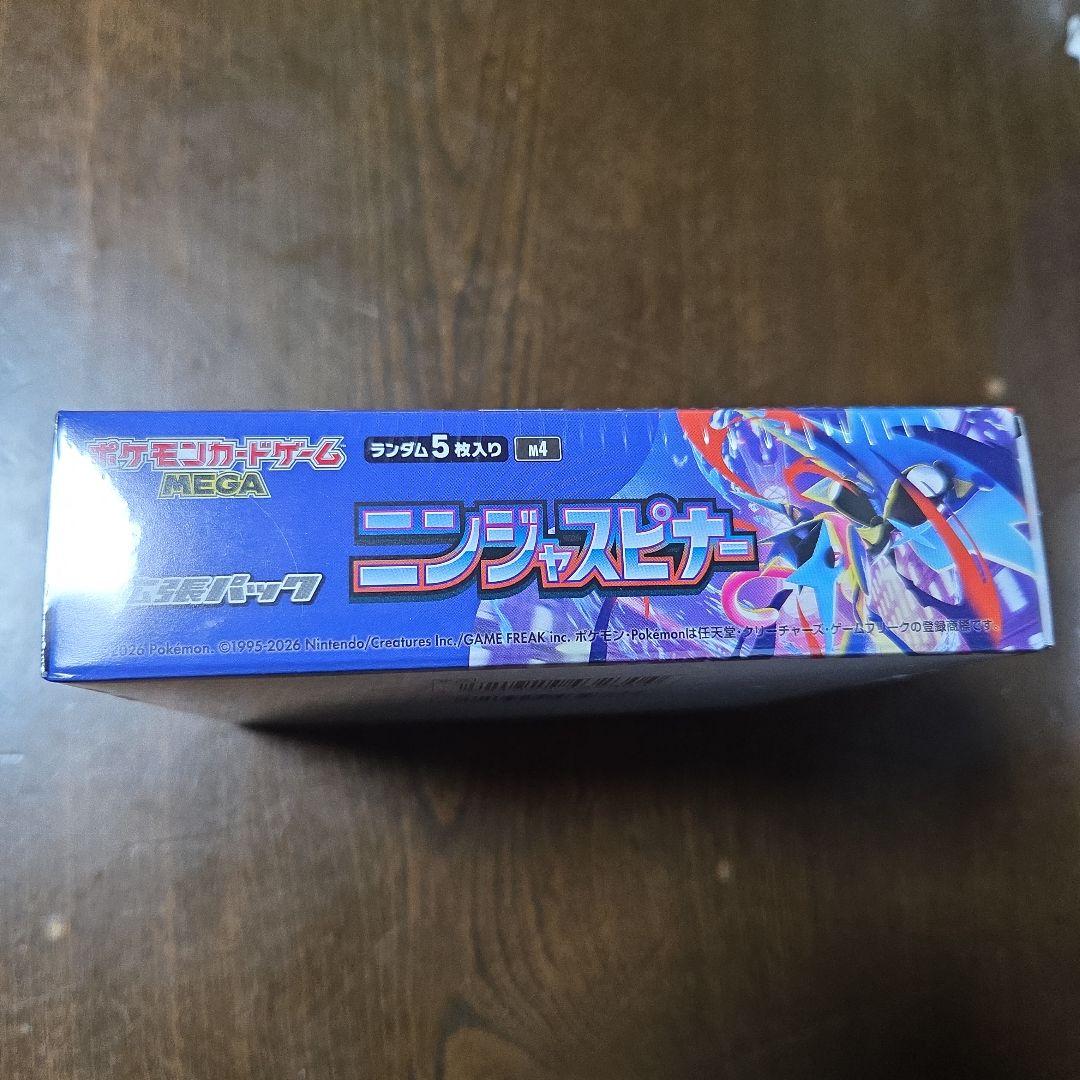 ポケモンカードゲーム
MEGA
ランダム5枚入り M4
ニンジャスピナー
拡張パック
2026 Pokémon. ©1995-2026 Nintendo/Creatures Inc./GAME FREAK inc. ポケモン・Pokémonは任天堂・クリーチャーズ・ゲームフリークの登録商標です。